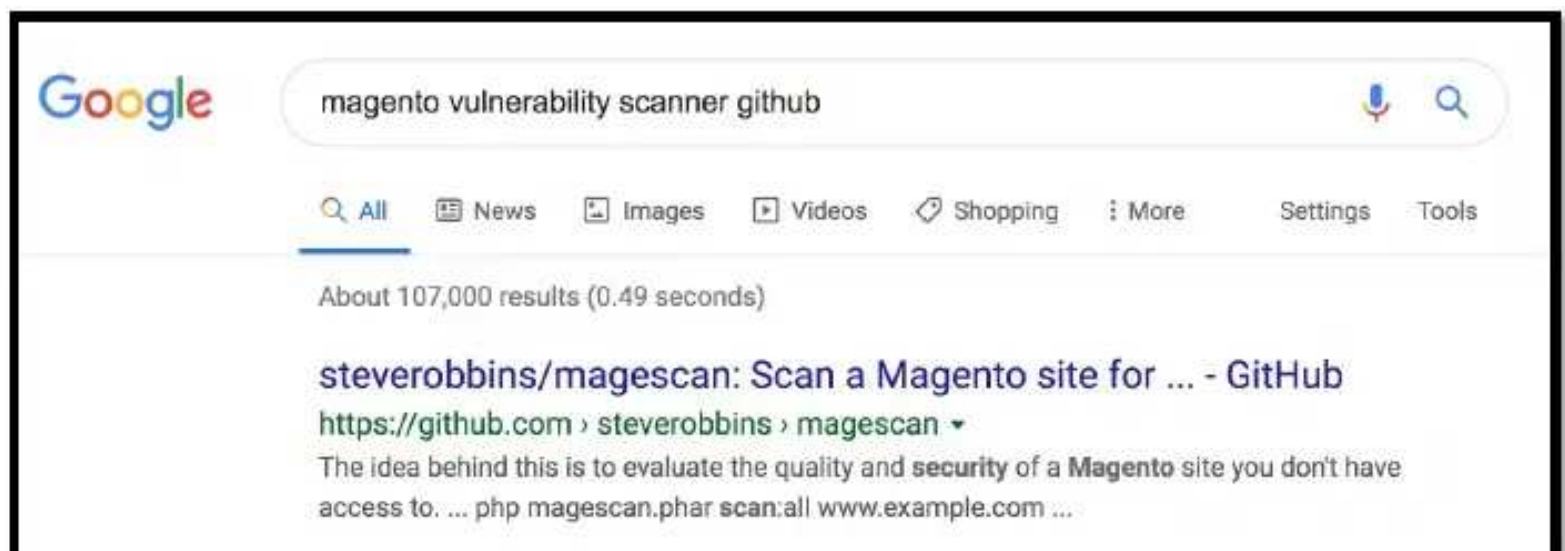 Google
magento vulnerability scanner github
All News Images Videos Shopping More Settings Tools
About 107,000 results (0.49 seconds)
steverobbins/magescan: Scan a Magento site for ... - GitHub
https://github.com › steverobbins › magescan
The idea behind this is to evaluate the quality and security of a Magento site you don't have
access to. ... php magescan.phar scan:all www.example.com ...